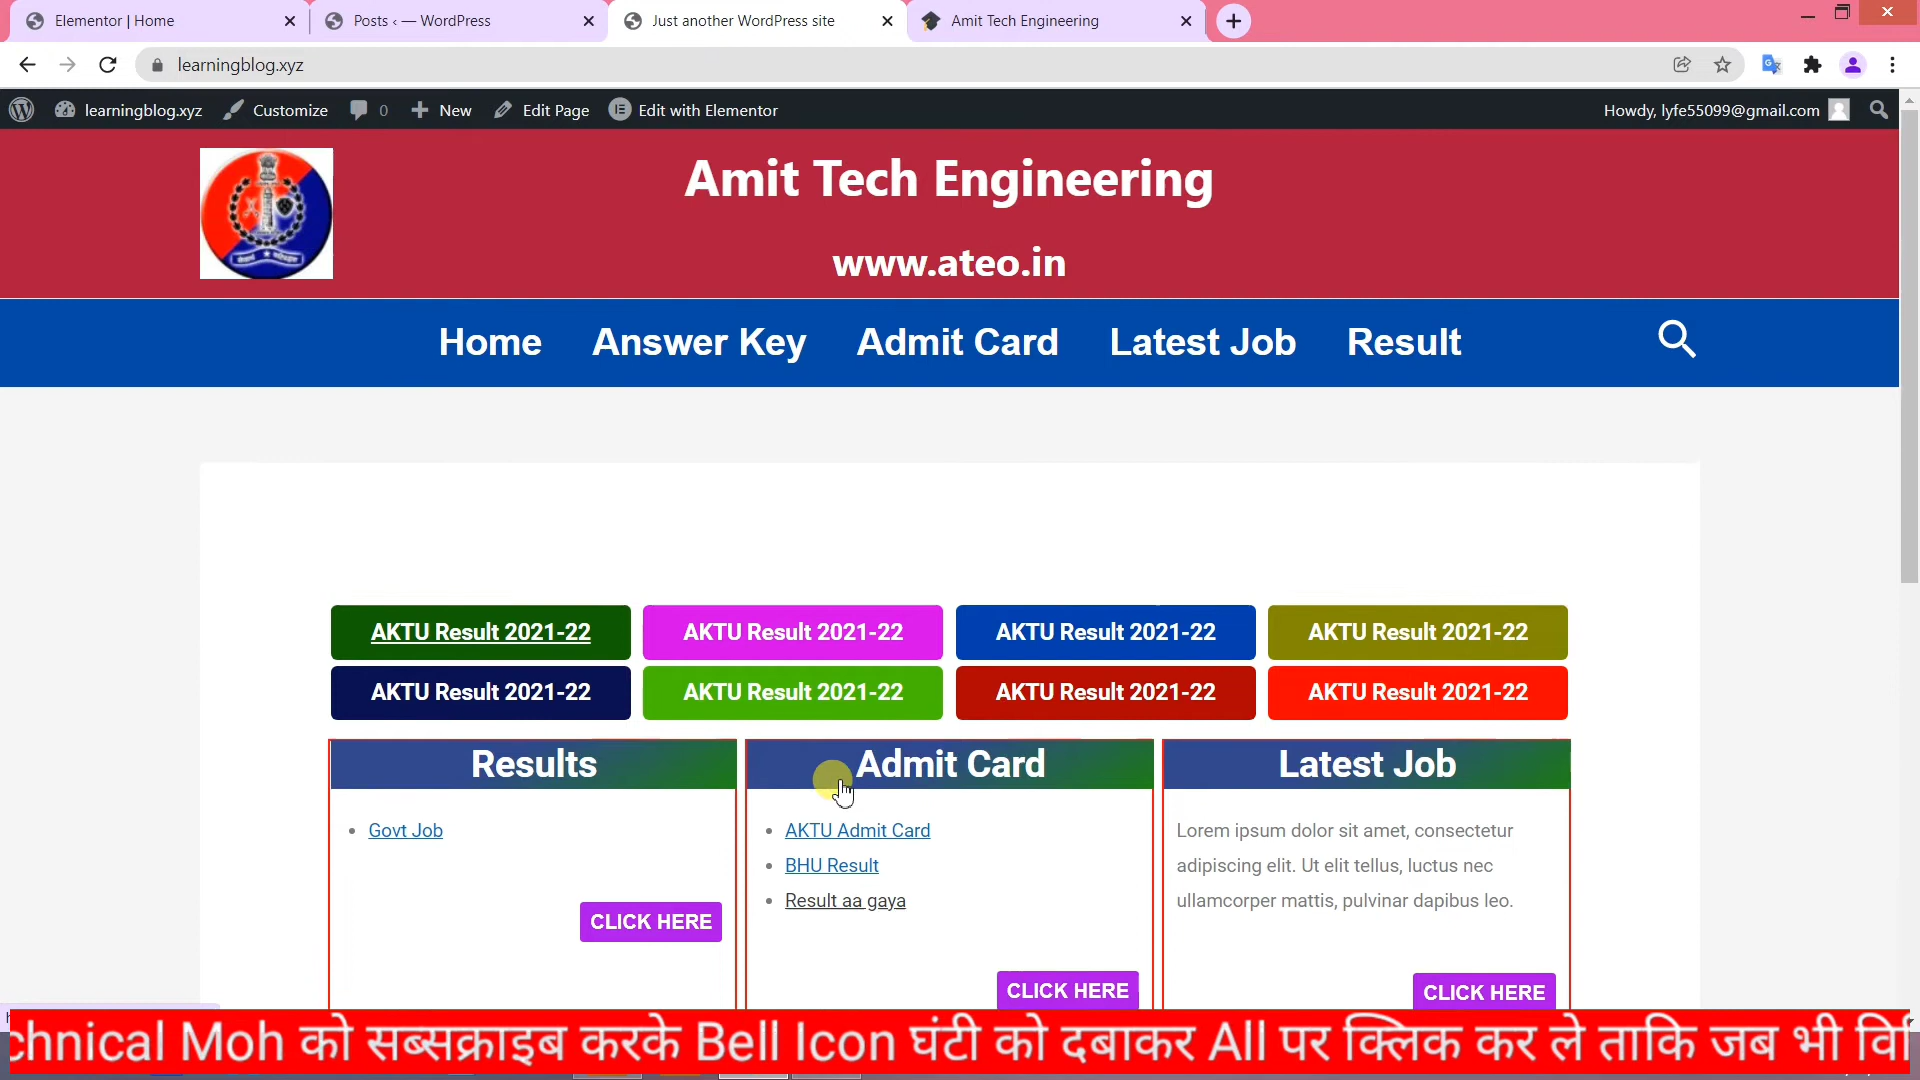 Elementor | Home
Posts ‹ — WordPress
Just another WordPress site
Amit Tech Engineering
learningblog.xyz
learningblog.xyz
Customize
0
New
Edit Page
Edit with Elementor
Howdy, lyfe55099@gmail.com
Amit Tech Engineering
www.ateo.in
Home
Answer Key
Admit Card
Latest Job
Result
AKTU Result 2021-22
AKTU Result 2021-22
AKTU Result 2021-22
AKTU Result 2021-22
AKTU Result 2021-22
AKTU Result 2021-22
AKTU Result 2021-22
AKTU Result 2021-22
Results
Govt Job
CLICK HERE
Admit Card
AKTU Admit Card
BHU Result
Result aa gaya
CLICK HERE
Latest Job
Lorem ipsum dolor sit amet, consectetur
adipiscing elit. Ut elit tellus, luctus nec
ullamcorper mattis, pulvinar dapibus leo.
CLICK HERE
chnical Moh को सब्सक्राइब करके Bell Icon घंटी को दबाकर All पर क्लिक कर ले ताकि जब भी